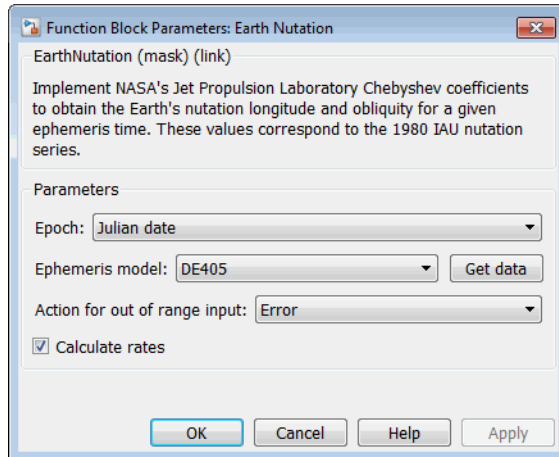 Function Block Parameters: Earth Nutation
EarthNutation (mask) (link)
Implement NASA's Jet Propulsion Laboratory Chebyshev coefficients
to obtain the Earth's nutation longitude and obliquity for a given
ephemeris time. These values correspond to the 1980 IAU nutation
series.
Parameters
Epoch: Julian date
Ephemeris model: DE405 Get data
Action for out of range input: Error
Calculate rates
OK Cancel Help Apply